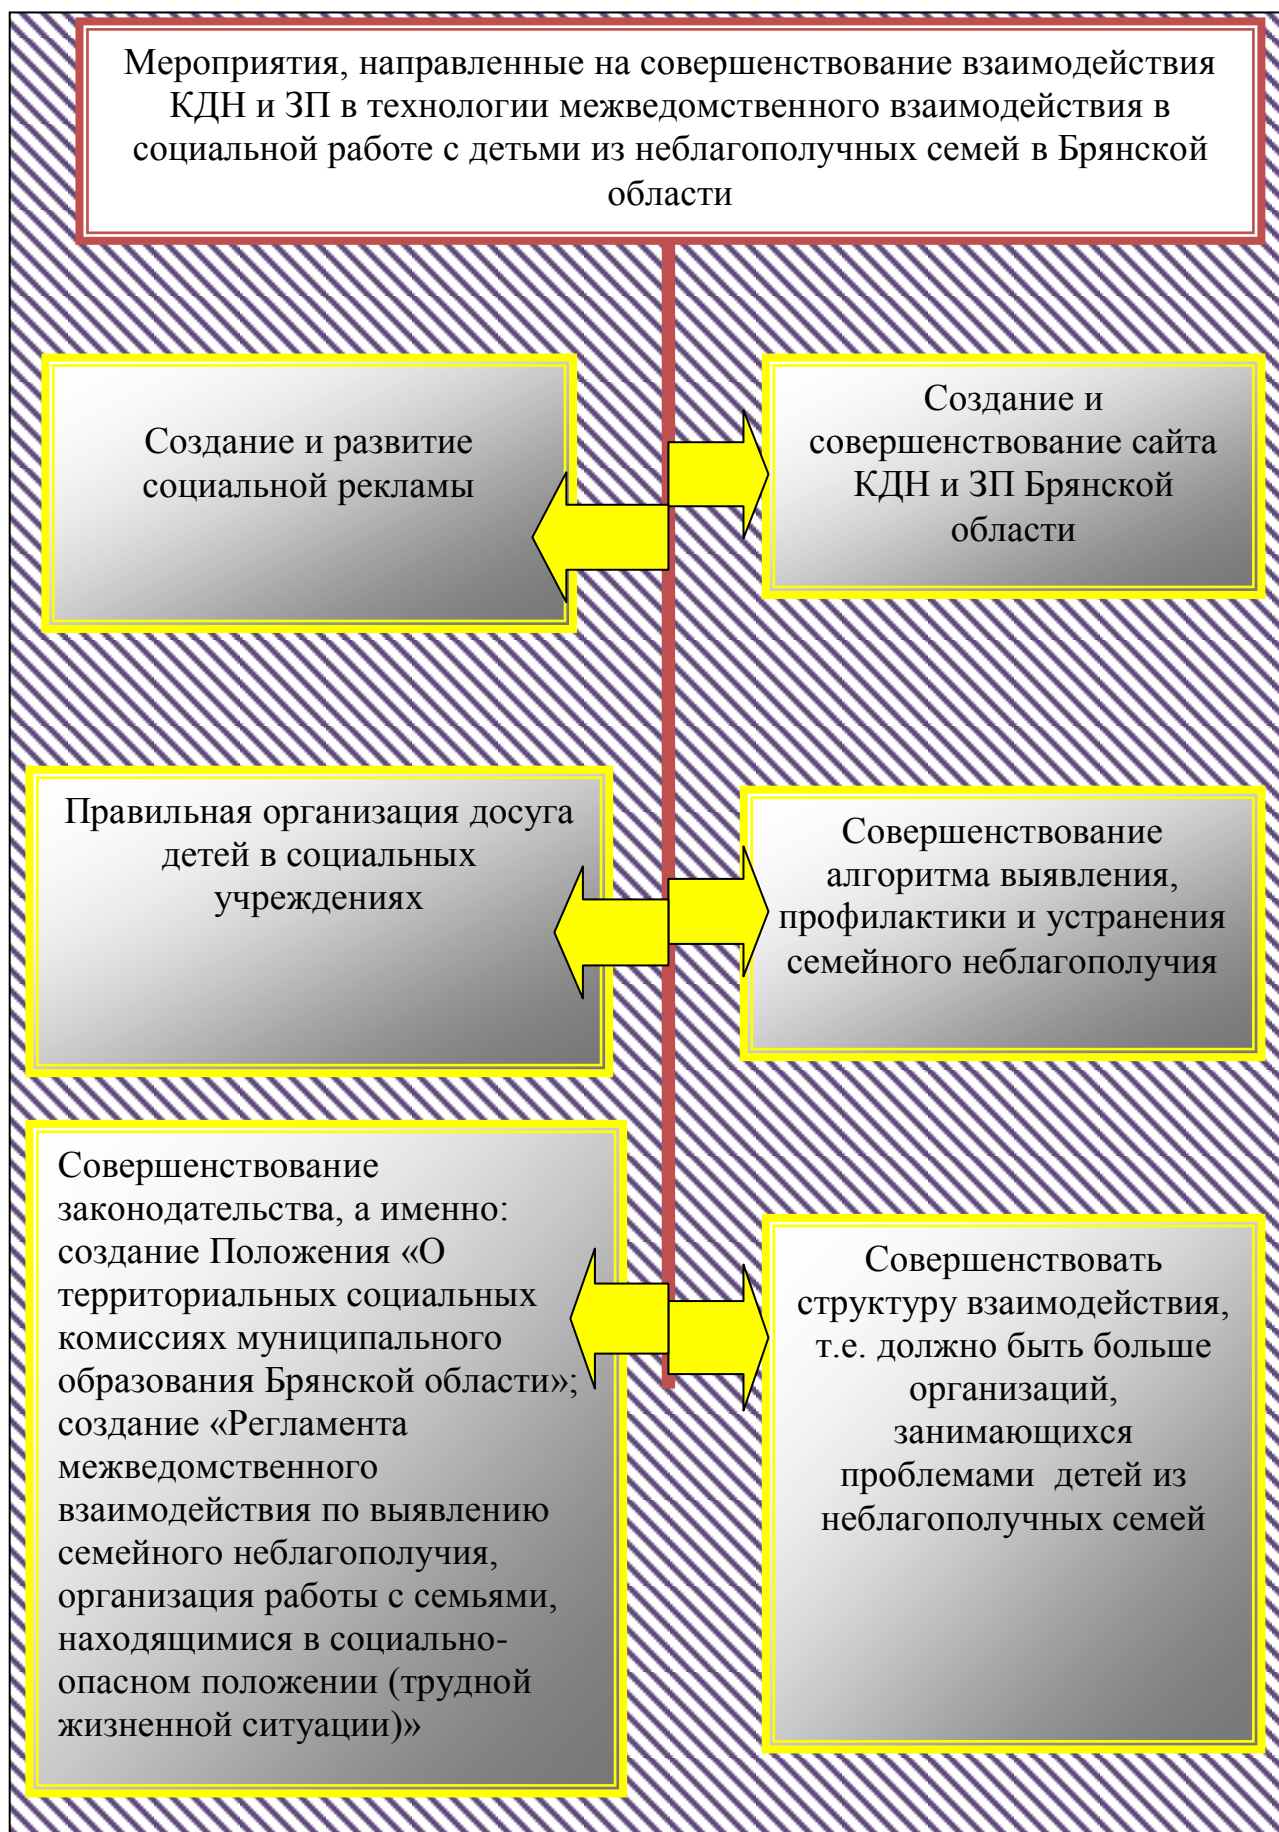 Мероприятия, направленные на совершенствование взаимодействия
КДН и ЗП в технологии межведомственного взаимодействия в
социальной работе с детьми из неблагополучных семей в Брянской
области
Создание и развитие
социальной рекламы
Создание и
совершенствование сайта
КДН и ЗП Брянской
области
Правильная организация досуга
детей в социальных
учреждениях
Совершенствование
алгоритма выявления,
профилактики и устранения
семейного неблагополучия
Совершенствование
законодательства, а именно:
создание Положения «О
территориальных социальных
комиссиях муниципального
образования Брянской области»;
создание «Регламента
межведомственного
взаимодействия по выявлению
семейного неблагополучия,
организация работы с семьями,
находящимися в социально-
опасном положении (трудной
жизненной ситуации)»
Совершенствовать
структуру взаимодействия,
т.е. должно быть больше
организаций,
занимающихся
проблемами  детей из
неблагополучных семей